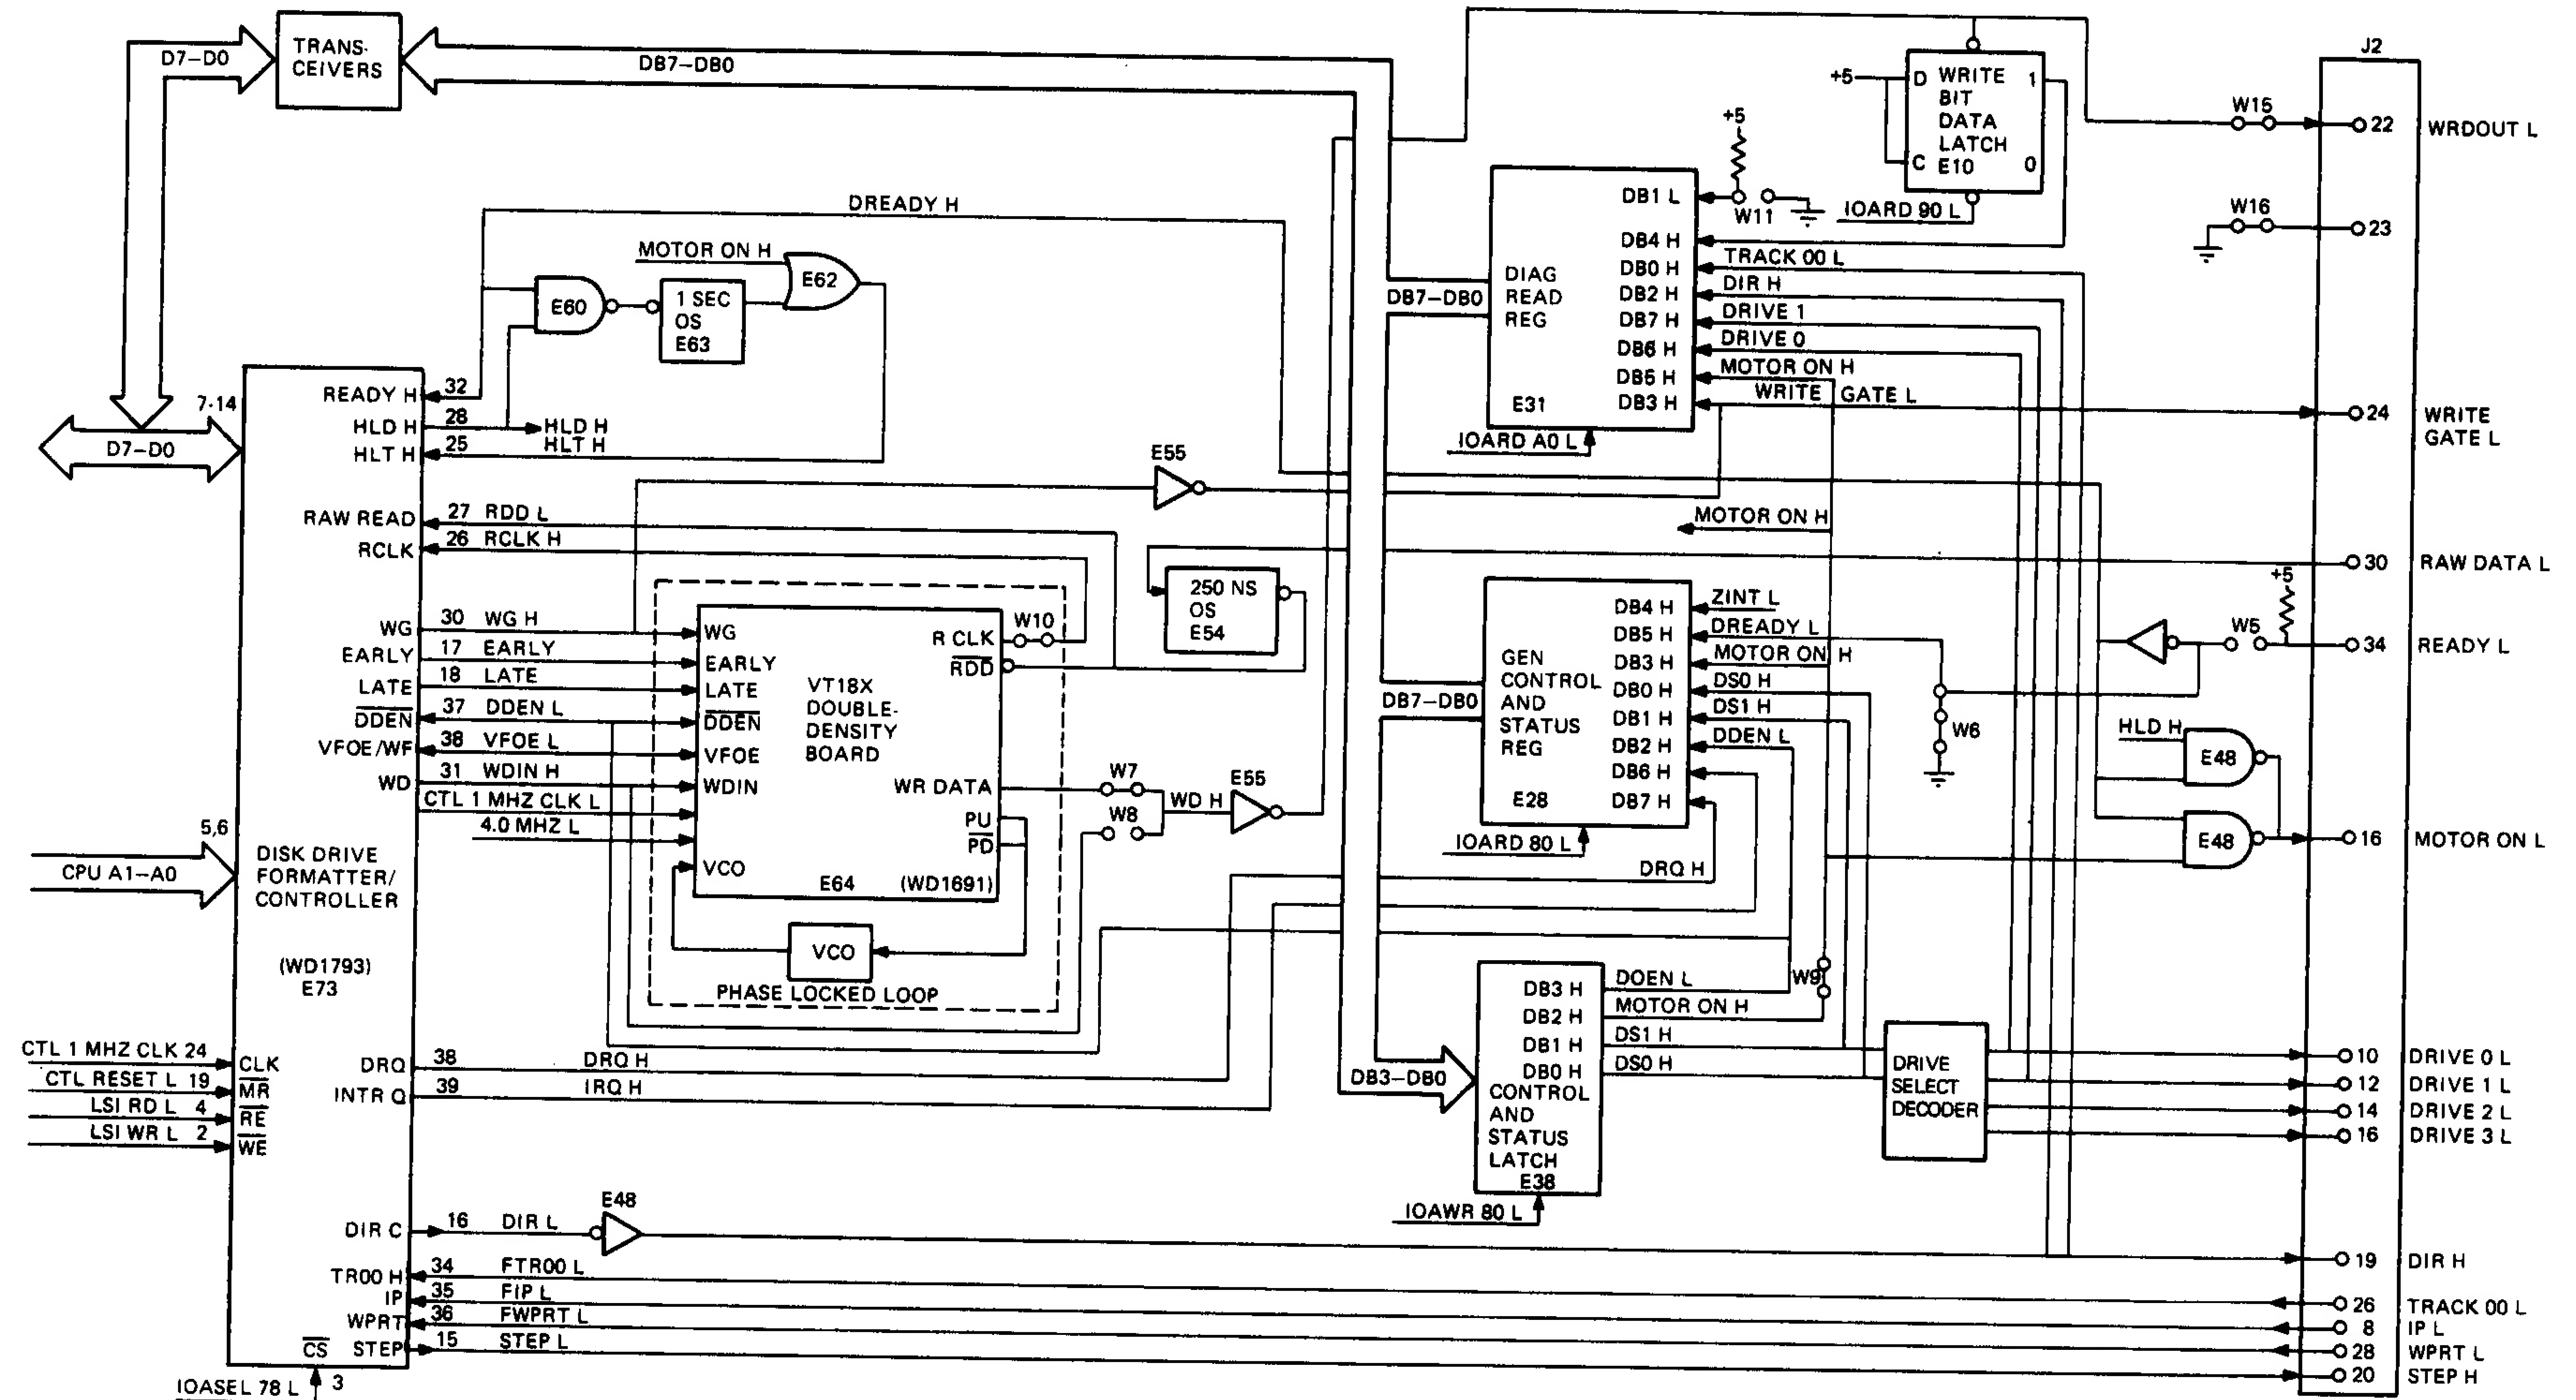 D7-D0
TRANS-
CEIVERS
DB7-DB0
J2
+5
D WRITE 1
BIT
DATA
LATCH
C E10 0
IOARD 90 L
W15
22 WRDOUT L
W16
23
+5
W11
DREADY H
MOTOR ON H
E60
1 SEC
OS
E63
E62
DIAG
READ
REG
E31
DB1 L
DB4 H
DB0 H TRACK 00 L
DB2 H DIR H
DB7 H DRIVE 1
DB6 H DRIVE 0
DB5 H MOTOR ON H
DB3 H WRITE GATE L
DB7-DB0
IOARD A0 L
24 WRITE
GATE L
7-14
D7-D0
READY H 32
HLD H 28 HLD H
HLT H 25 HLT H
E55
RAW READ 27 RDD L
RCLK 26 RCLK H
MOTOR ON H
250 NS
OS
E54
30 RAW DATA L
+5
W5
34 READY L
WG 30 WG H
EARLY 17 EARLY
LATE 18 LATE
DDEN 37 DDEN L
VFOE/WF 38 VFOE L
WD 31 WDIN H
CTL 1 MHZ CLK L
4.0 MHZ L
WG
EARLY
LATE
DDEN
VFOE
WDIN
VCO
VT18X
DOUBLE-
DENSITY
BOARD
R CLK
RDD
WR DATA
PU
PD
E64 (WD1691)
W10
W7
W8
WD H
E55
VCO
PHASE LOCKED LOOP
GEN
CONTROL
AND
STATUS
REG
E28
DB4 H ZINT L
DB5 H DREADY L
DB3 H MOTOR ON H
DB0 H DS0 H
DB1 H DS1 H
DB2 H DDEN L
DB6 H
DB7 H
DB7-DB0
IOARD 80 L
DRQ H
W6
HLD H
E48
E48
16 MOTOR ON L
5,6
CPU A1-A0
DISK DRIVE
FORMATTER/
CONTROLLER
(WD1793)
E73
W9
DB3 H DOEN L
DB2 H MOTOR ON H
DB1 H DS1 H
DB0 H DS0 H
CONTROL
AND
STATUS
LATCH
E38
DB3-DB0
IOAWR 80 L
DRIVE
SELECT
DECODER
10 DRIVE 0 L
12 DRIVE 1 L
14 DRIVE 2 L
16 DRIVE 3 L
CTL 1 MHZ CLK 24 CLK
CTL RESET L 19 MR
LSI RD L 4 RE
LSI WR L 2 WE
DRQ 38 DRQ H
INTR Q 39 IRQ H
DIR C 16 DIR L
E48
19 DIR H
TR00 H 34 FTR00 L
26 TRACK 00 L
IP 35 FIP L
8 IP L
WPRT 36 FWPRT L
28 WPRT L
CS STEP 15 STEP L
20 STEP H
IOASEL 78 L 3